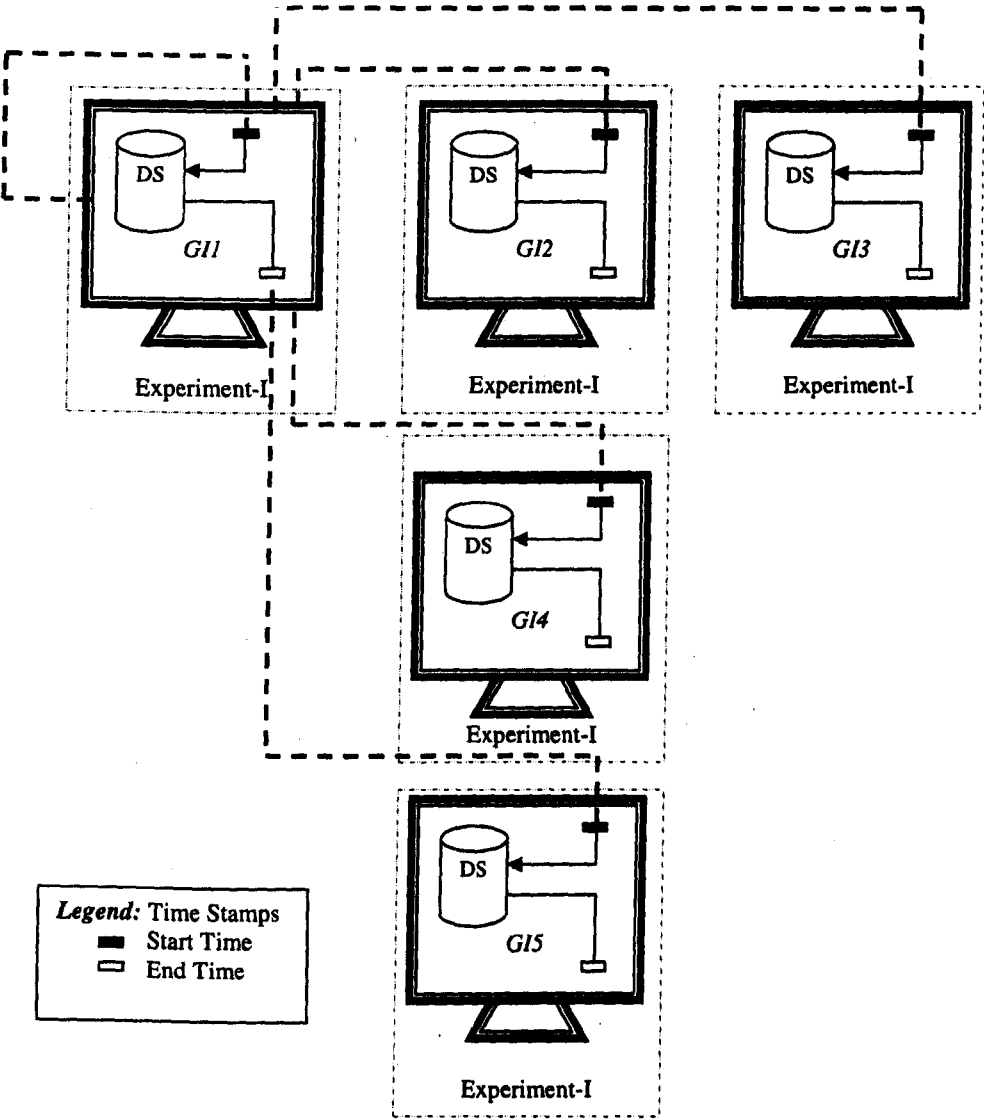 DS
GI1
Experiment-I
DS
GI2
Experiment-I
DS
GI3
Experiment-I
DS
GI4
Experiment-I
DS
GI5
Experiment-I
Legend: Time Stamps
Start Time
End Time